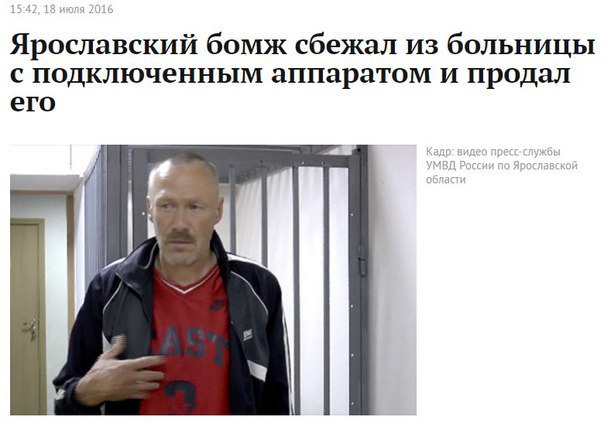 15:42, 18 июля 2016
Ярославский бомж сбежал из больницы
с подключенным аппаратом и продал
его
Кадр: видео пресс-службы
УМВД России по Ярославской
области
EAST